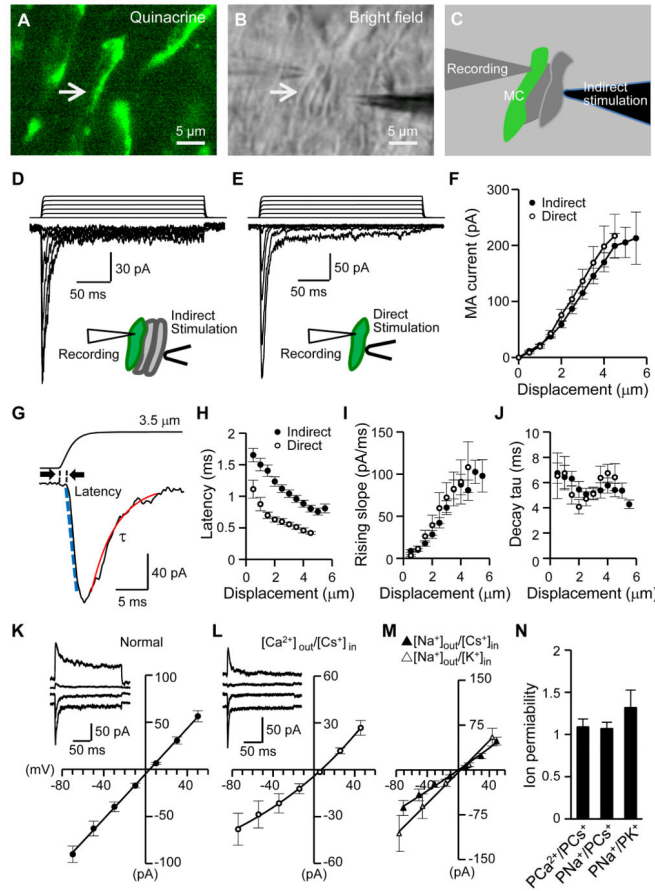 A
Quinacrine
5 µm
B
Bright field
5 µm
C
Recording
MC
Indirect
stimulation
D
30 pA
50 ms
Indirect
Stimulation
Recording
E
50 pA
50 ms
Direct
Stimulation
Recording
F
300
200
100
0
MA current (pA)
Indirect
Direct
0 2 4 6
Displacement (µm)
G
3.5 µm
Latency
τ
40 pA
5 ms
H
Indirect
Direct
2
1.5
1
0.5
0
Latency (ms)
0 2 4 6
Displacement (µm)
I
150
100
50
0
Rising slope (pA/ms)
0 2 4 6
Displacement (µm)
J
10
8
6
4
2
0
Decay tau (ms)
0 2 4 6
Displacement (µm)
K
Normal
100
50
50 pA
50 ms
(mV)
-80 -40 0 40
-50
-100
(pA)
L
[Ca²⁺]out/[Cs⁺]in
60
30
50 pA
50 ms
-80 -40 0 40
-30
-60
(pA)
M
[Na⁺]out/[Cs⁺]in
[Na⁺]out/[K⁺]in
150
75
-80 -40 0 40
-75
-150
(pA)
N
2
1
0
Ion permiability
PCa²⁺/PCs⁺
PNa⁺/PCs⁺
PNa⁺/PK⁺